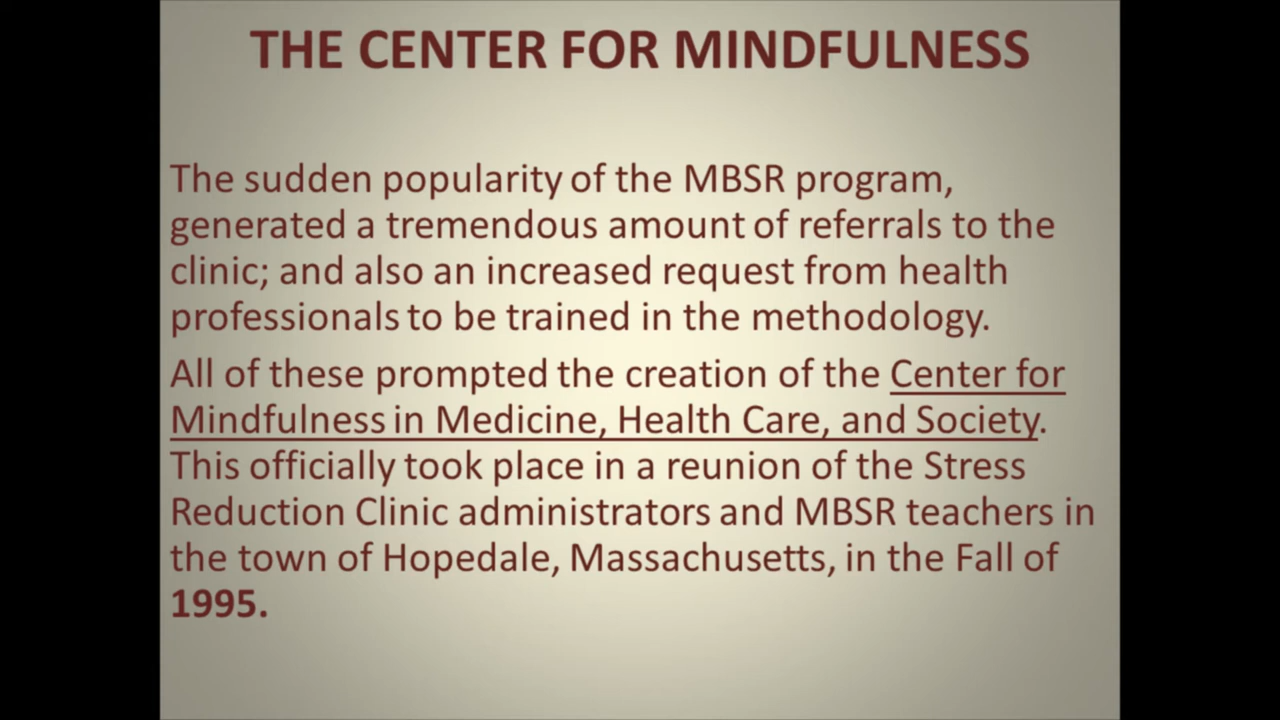 THE CENTER FOR MINDFULNESS
The sudden popularity of the MBSR program,
generated a tremendous amount of referrals to the
clinic; and also an increased request from health
professionals to be trained in the methodology.
All of these prompted the creation of the Center for
Mindfulness in Medicine, Health Care, and Society.
This officially took place in a reunion of the Stress
Reduction Clinic administrators and MBSR teachers in
the town of Hopedale, Massachusetts, in the Fall of
1995.